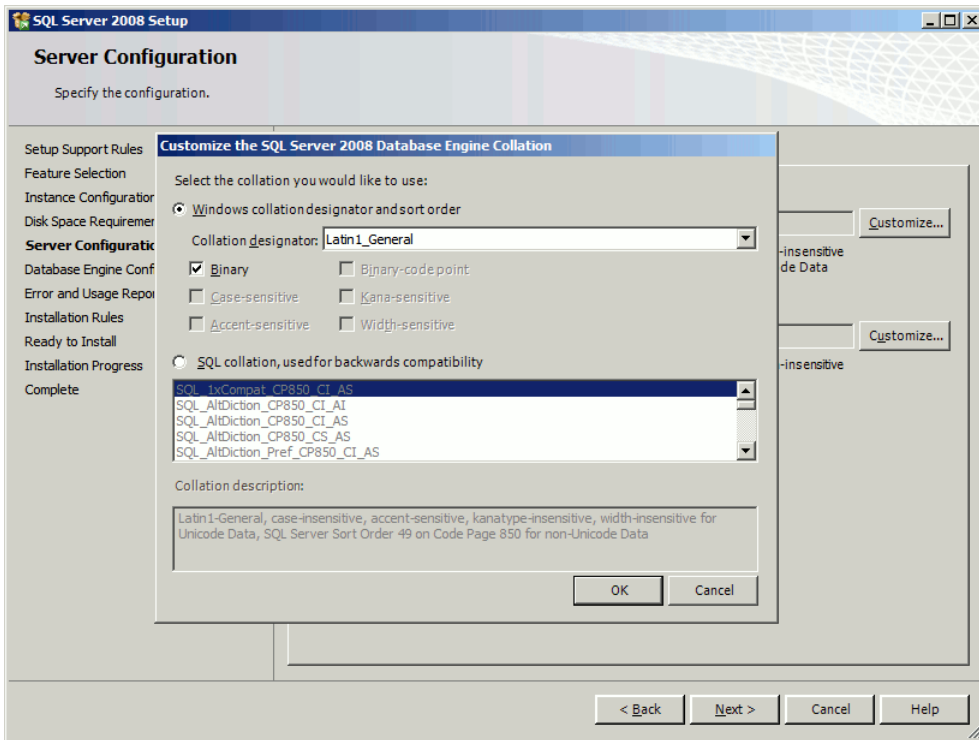 SQL Server 2008 Setup
Server Configuration
Specify the configuration.
Setup Support Rules
Feature Selection
Instance Configuration
Disk Space Requiremen
Server Configuratic
Database Engine Conf
Error and Usage Repor
Installation Rules
Ready to Install
Installation Progress
Complete
Customize the SQL Server 2008 Database Engine Collation
Select the collation you would like to use:
Windows collation designator and sort order
Collation designator: Latin1_General
Binary
Binary-code point
Case-sensitive
Kana-sensitive
Accent-sensitive
Width-sensitive
SQL collation, used for backwards compatibility
SQL_1xCompat_CP850_CI_AS
SQL_AltDiction_CP850_CI_AI
SQL_AltDiction_CP850_CI_AS
SQL_AltDiction_CP850_CS_AS
SQL_AltDiction_Pref_CP850_CI_AS
Collation description:
Latin1-General, case-insensitive, accent-sensitive, kanatype-insensitive, width-insensitive for
Unicode Data, SQL Server Sort Order 49 on Code Page 850 for non-Unicode Data
OK
Cancel
Customize...
-insensitive
de Data
Customize...
-insensitive
< Back
Next >
Cancel
Help